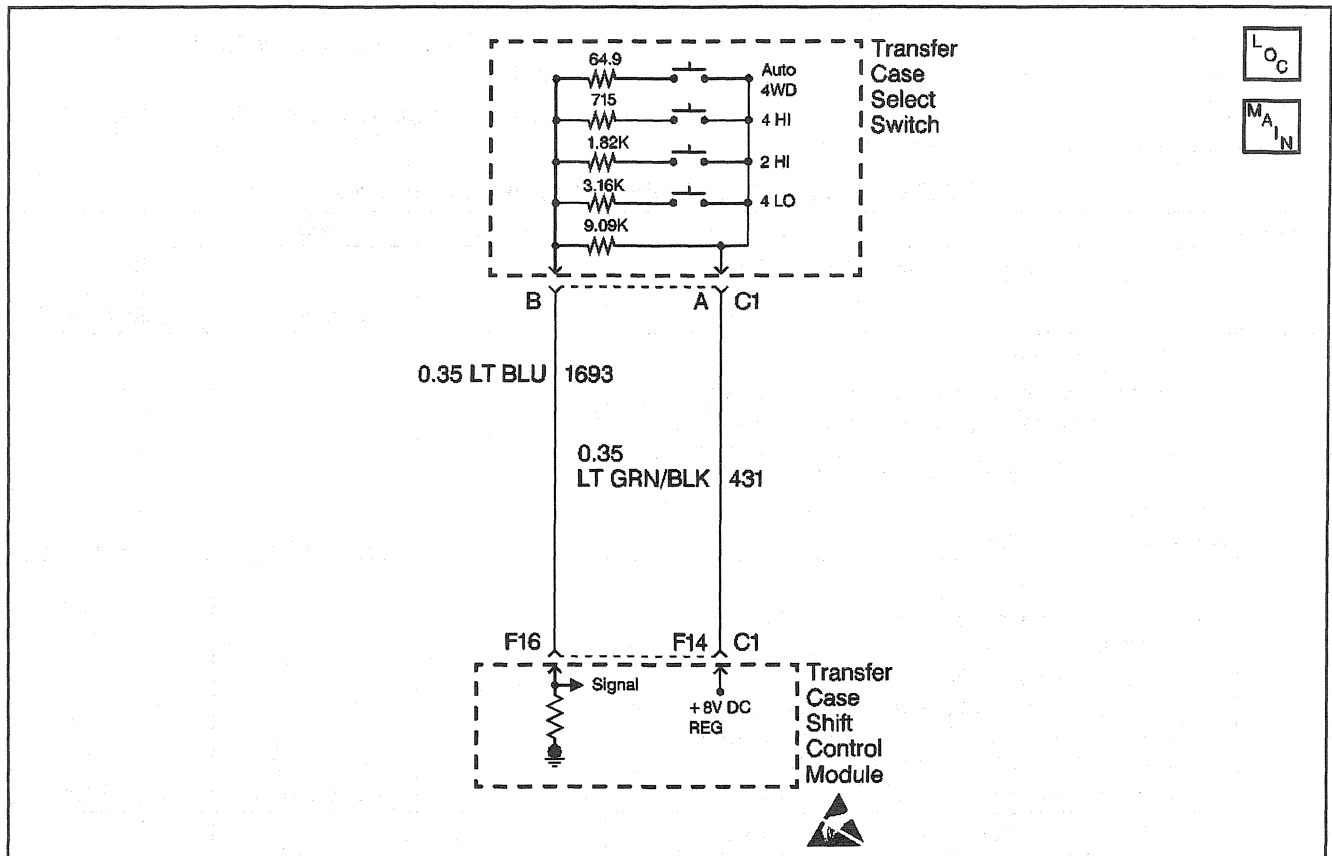 64.9
Auto
4WD
715
4 HI
1.82K
2 HI
3.16K
4 LO
9.09K
Transfer
Case
Select
Switch
LOC
MAIN
B
A
C1
0.35 LT BLU
1693
0.35
LT GRN/BLK
431
F16
F14
C1
Signal
+8V DC
REG
Transfer
Case
Shift
Control
Module